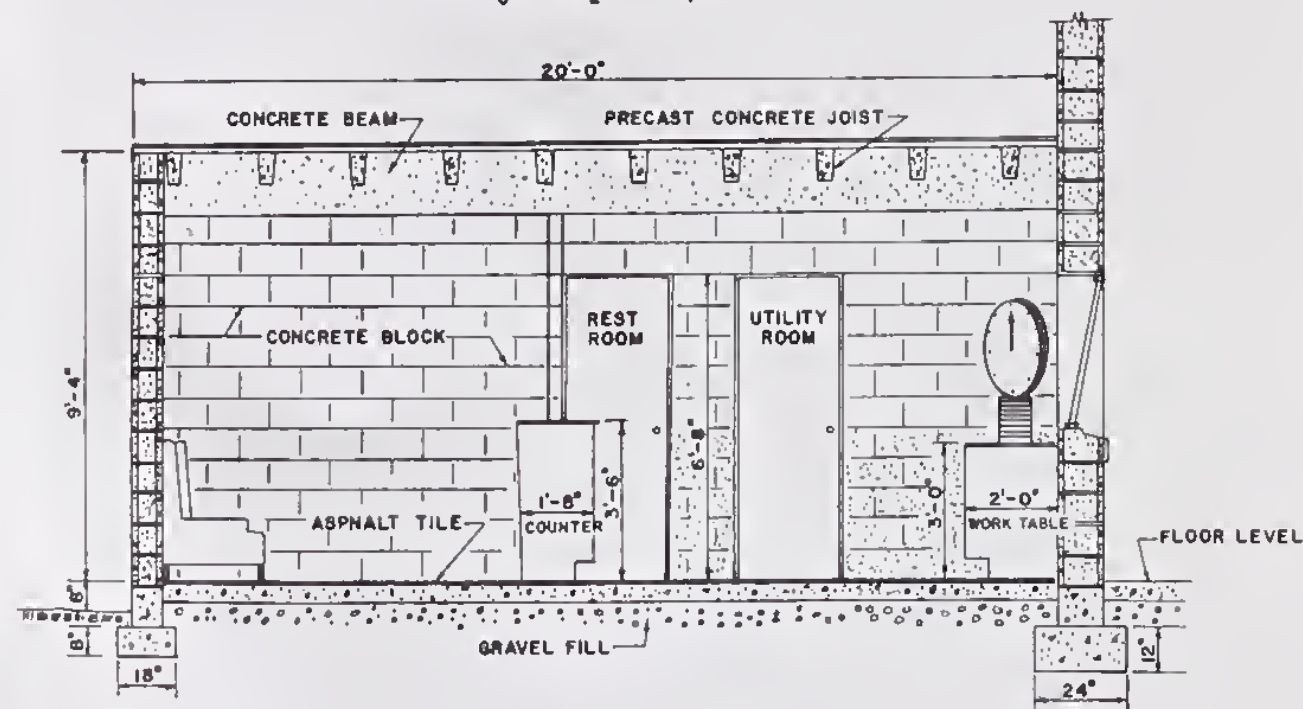 20'-0"
CONCRETE BEAM
PRECAST CONCRETE JOIST
REST
ROOM
UTILITY
ROOM
CONCRETE BLOCK
9'-4"
6'-8"
3'-6"
1'-8"
COUNTER
ASPHALT TILE
3'-0"
2'-0"
WORK TABLE
FLOOR LEVEL
8"
GRAVEL FILL
18"
12"
24"